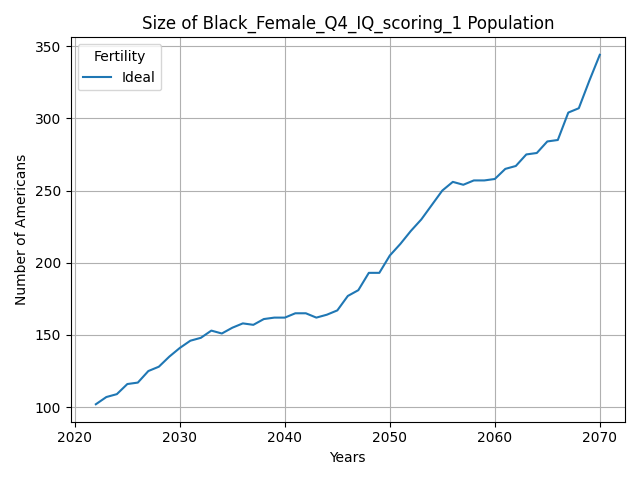 Size of Black_Female_Q4_IQ_scoring_1 Population
Fertility
Ideal
Number of Americans
350
300
250
200
150
100
2020 2030 2040 2050 2060 2070
Years